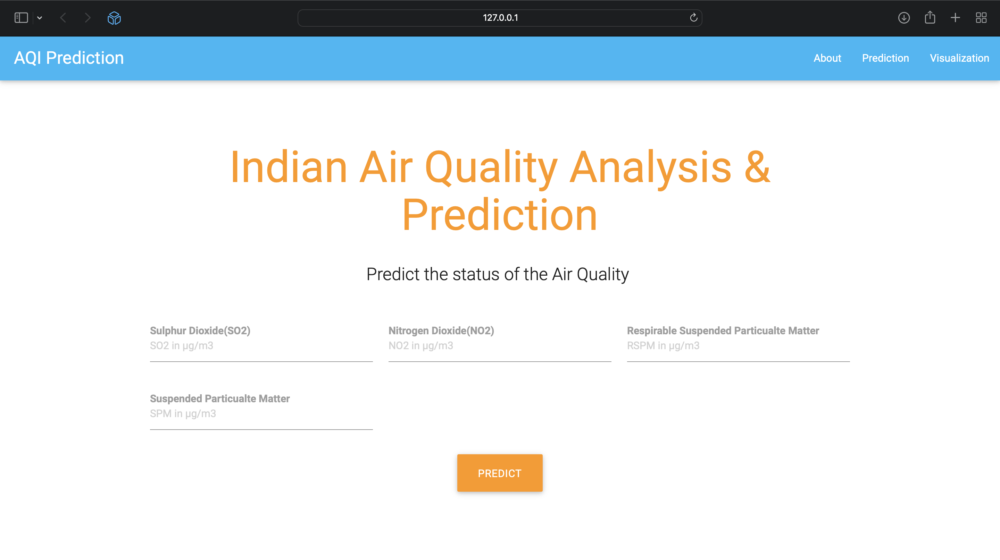 127.0.0.1
AQI Prediction
About Prediction Visualization
Indian Air Quality Analysis &
Prediction
Predict the status of the Air Quality
Sulphur Dioxide(SO2) Nitrogen Dioxide(NO2) Respirable Suspended Particualte Matter
SO2 in µg/m3 NO2 in µg/m3 RSPM in µg/m3
Suspended Particualte Matter
SPM in µg/m3
PREDICT